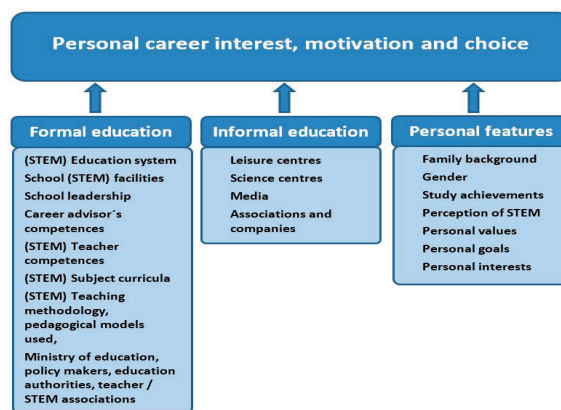 Personal career interest, motivation and choice
Formal education
(STEM) Education system
School (STEM) facilities
School leadership
Career advisor´s
competences
(STEM) Teacher
competences
(STEM) Subject curricula
(STEM) Teaching
methodology,
pedagogical models
used,
Ministry of education,
policy makers, education
authorities, teacher /
STEM associations
Informal education
Leisure centres
Science centres
Media
Associations and
companies
Personal features
Family background
Gender
Study achievements
Perception of STEM
Personal values
Personal goals
Personal interests